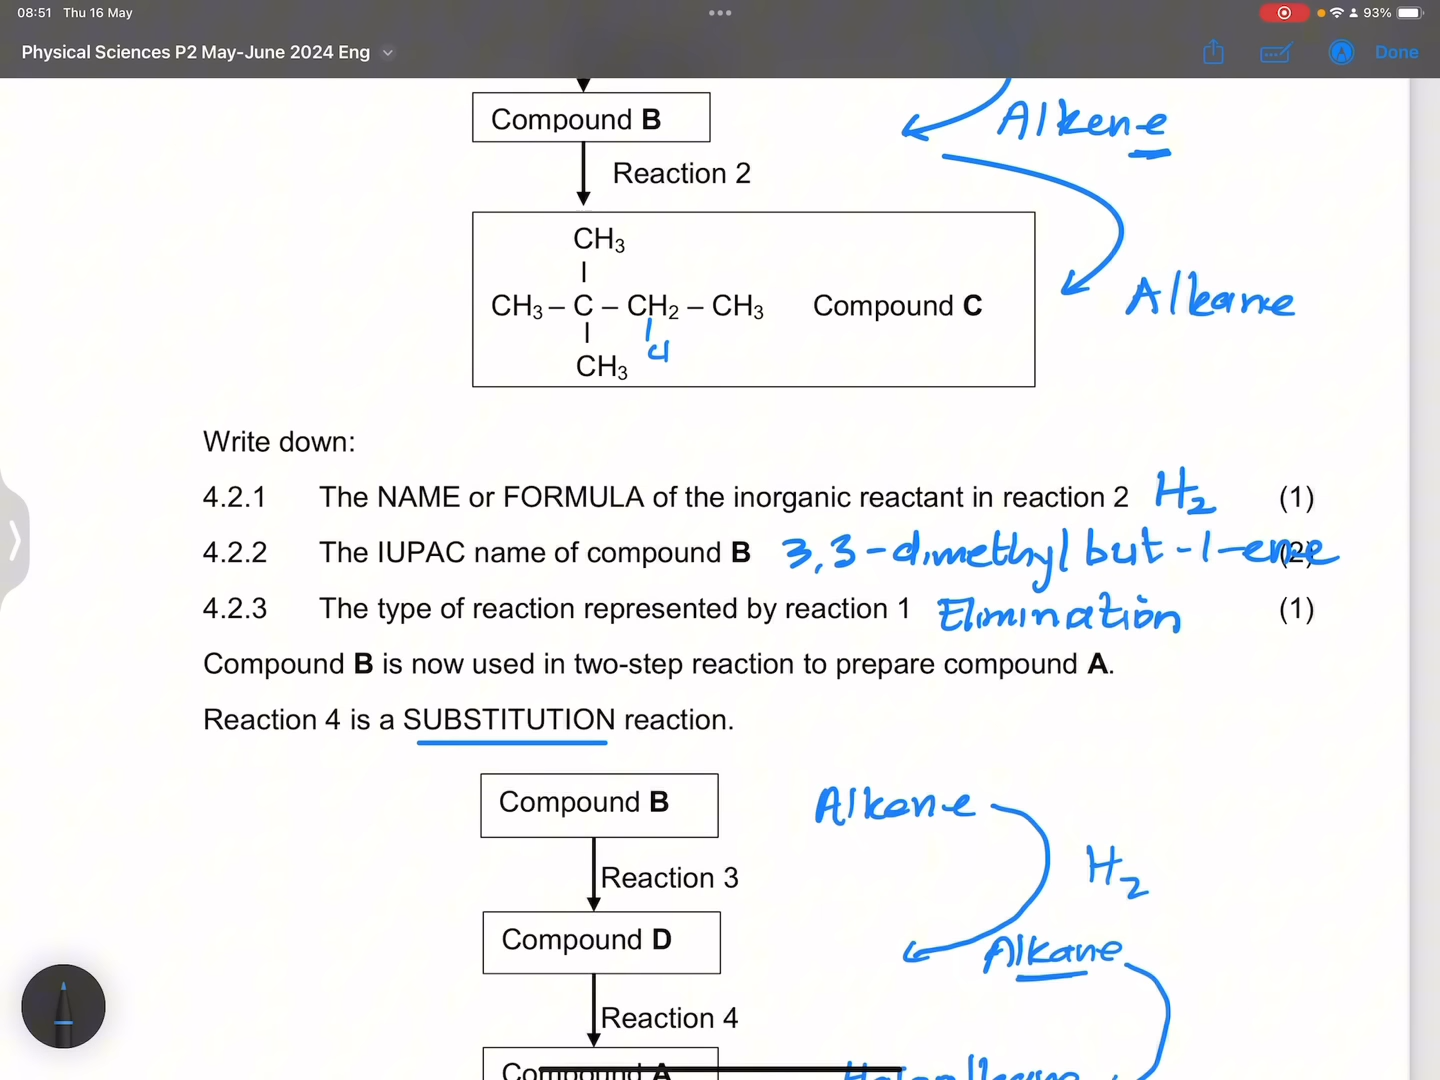 08:51 Thu 16 May
93%
Physical Sciences P2 May-June 2024 Eng
Done
Compound B
Alkene
Reaction 2
CH₃
CH₃ – C – CH₂ – CH₃ Compound C
Alkane
CH₃
Write down:
4.2.1 The NAME or FORMULA of the inorganic reactant in reaction 2 H₂ (1)
4.2.2 The IUPAC name of compound B 3,3-dimethyl but-1-ene (2)
4.2.3 The type of reaction represented by reaction 1 Elimination (1)
Compound B is now used in two-step reaction to prepare compound A.
Reaction 4 is a SUBSTITUTION reaction.
Compound B Alkene
Reaction 3 H₂
Compound D Alkane
Reaction 4
Compound A